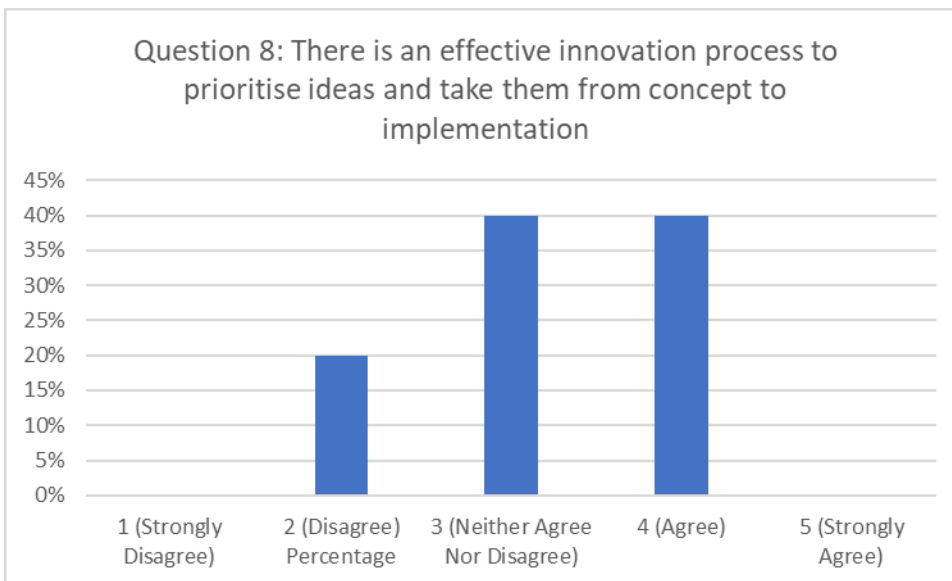 Question 8: There is an effective innovation process to
prioritise ideas and take them from concept to
implementation
45%
40%
35%
30%
25%
20%
15%
10%
5%
0%
1 (Strongly
Disagree)
2 (Disagree)
Percentage
3 (Neither Agree
Nor Disagree)
4 (Agree)
5 (Strongly
Agree)